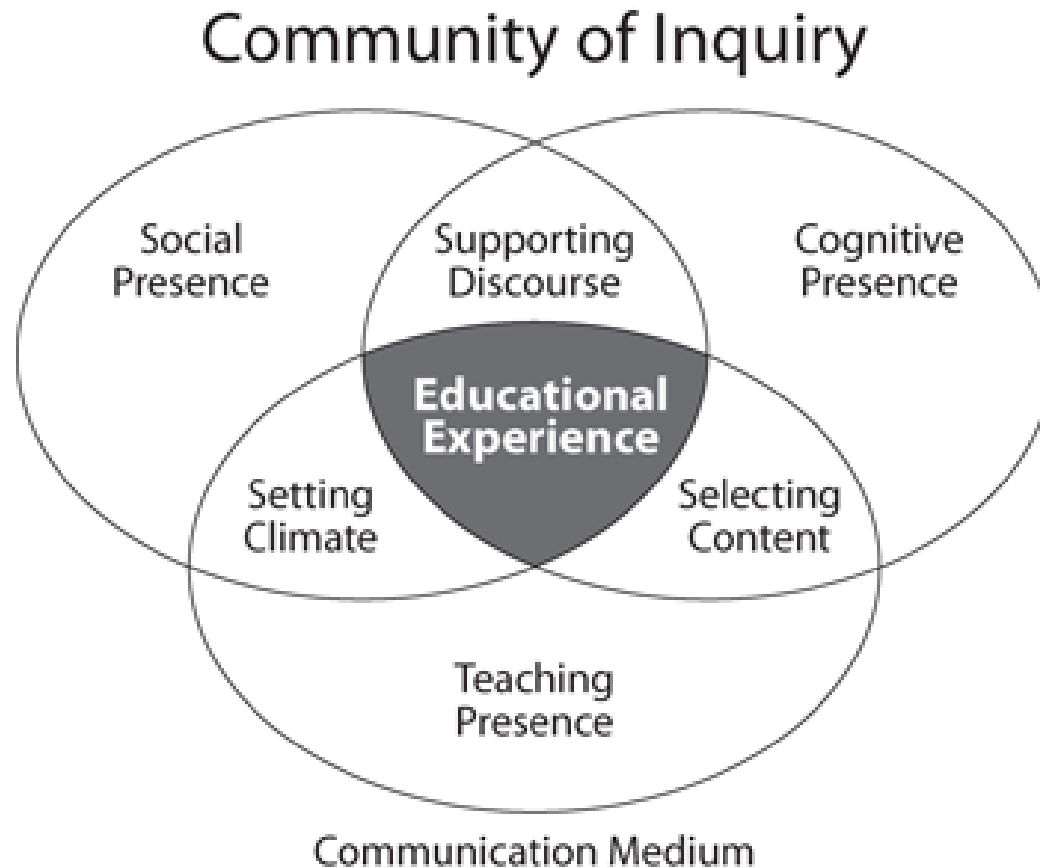 Community of Inquiry
Social
Presence
Supporting
Discourse
Cognitive
Presence
Educational
Experience
Setting
Climate
Selecting
Content
Teaching
Presence
Communication Medium